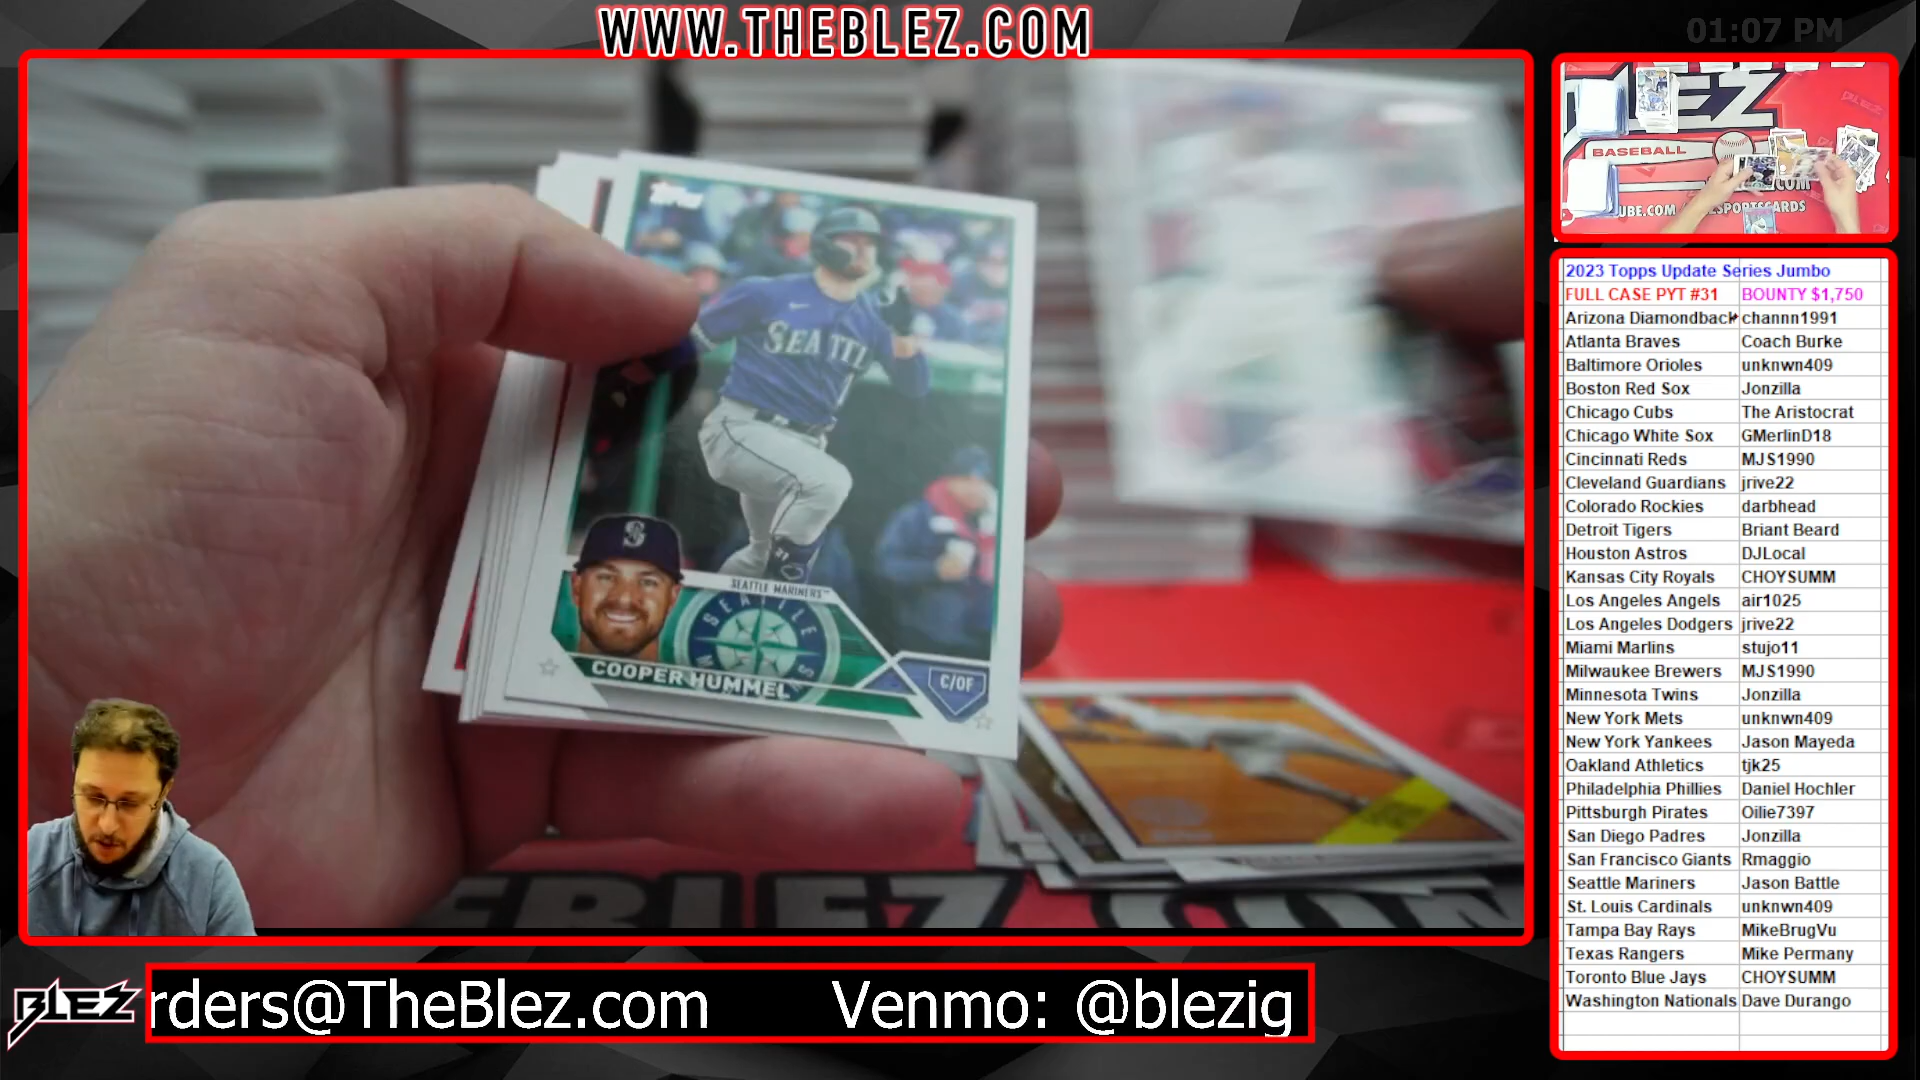 WWW.THEBLEZ.COM
01:07 PM
Topps
SEATTLE
SEATTLE MARINERS™
COOPER HUMMEL
C/OF
BLEZ
BASEBALL
.COM
UBE.COM
SPORTSCARDS
2023 Topps Update Series Jumbo
FULL CASE PYT #31 BOUNTY $1,750
Arizona Diamondback channn1991
Atlanta Braves Coach Burke
Baltimore Orioles unknwn409
Boston Red Sox Jonzilla
Chicago Cubs The Aristocrat
Chicago White Sox GMerlinD18
Cincinnati Reds MJS1990
Cleveland Guardians jrive22
Colorado Rockies darbhead
Detroit Tigers Briant Beard
Houston Astros DJLocal
Kansas City Royals CHOYSUMM
Los Angeles Angels air1025
Los Angeles Dodgers jrive22
Miami Marlins stujo11
Milwaukee Brewers MJS1990
Minnesota Twins Jonzilla
New York Mets unknwn409
New York Yankees Jason Mayeda
Oakland Athletics tjk25
Philadelphia Phillies Daniel Hochler
Pittsburgh Pirates Oilie7397
San Diego Padres Jonzilla
San Francisco Giants Rmaggio
Seattle Mariners Jason Battle
St. Louis Cardinals unknwn409
Tampa Bay Rays MikeBrugVu
Texas Rangers Mike Permany
Toronto Blue Jays CHOYSUMM
Washington Nationals Dave Durango
BLEZ
rders@TheBlez.com Venmo: @blezig